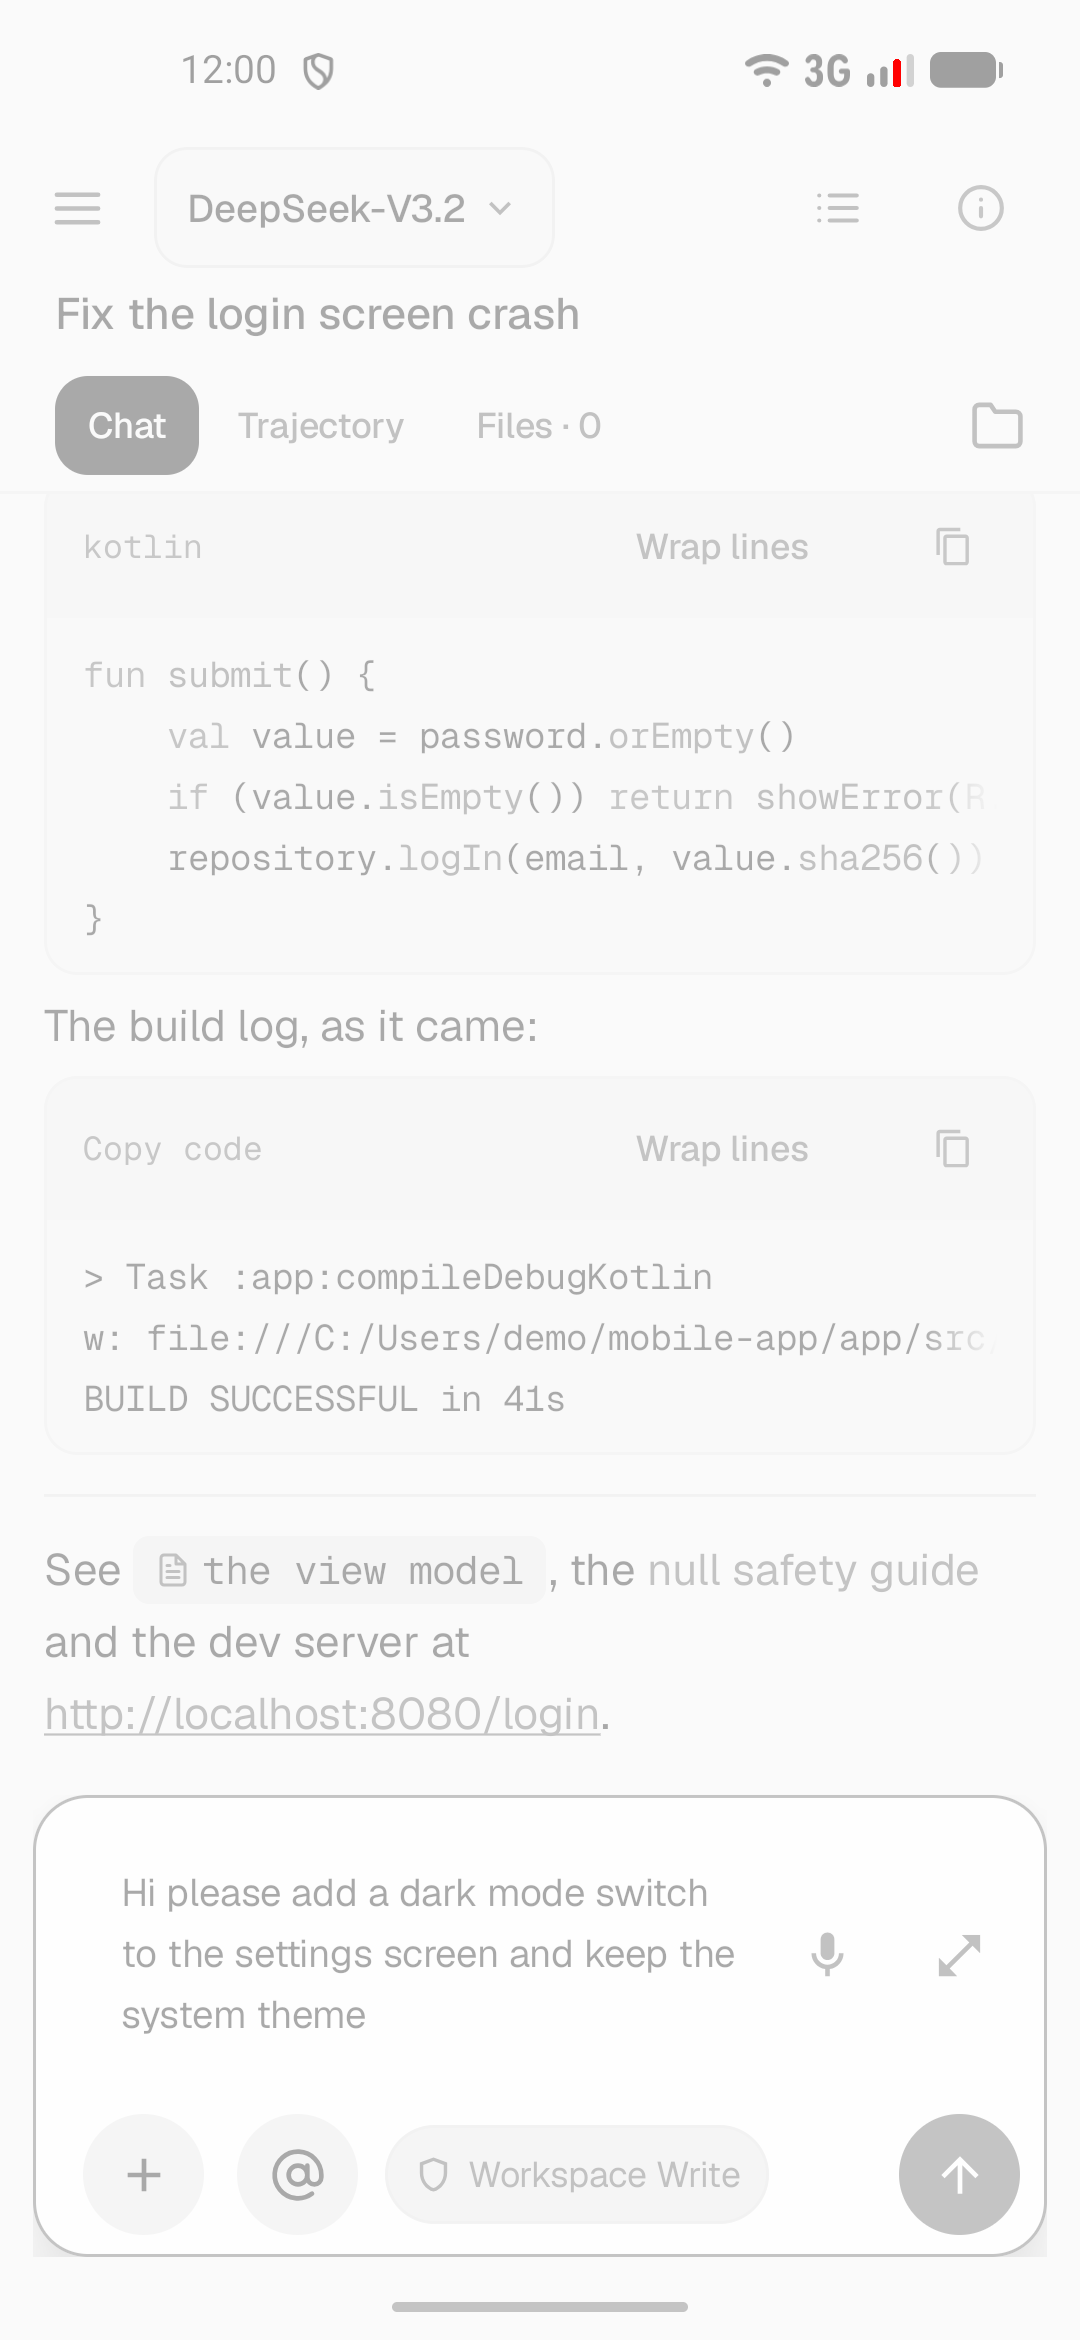 12:00
3G
DeepSeek-V3.2
Fix the login screen crash
Chat
Trajectory
Files · 0
kotlin
Wrap lines
fun submit() {
    val value = password.orEmpty()
    if (value.isEmpty()) return showError(R
    repository.logIn(email, value.sha256())
}
The build log, as it came:
Copy code
Wrap lines
> Task :app:compileDebugKotlin
w: file:///C:/Users/demo/mobile-app/app/src/
BUILD SUCCESSFUL in 41s
See the view model, the null safety guide
and the dev server at
http://localhost:8080/login.
Hi please add a dark mode switch
to the settings screen and keep the
system theme
Workspace Write